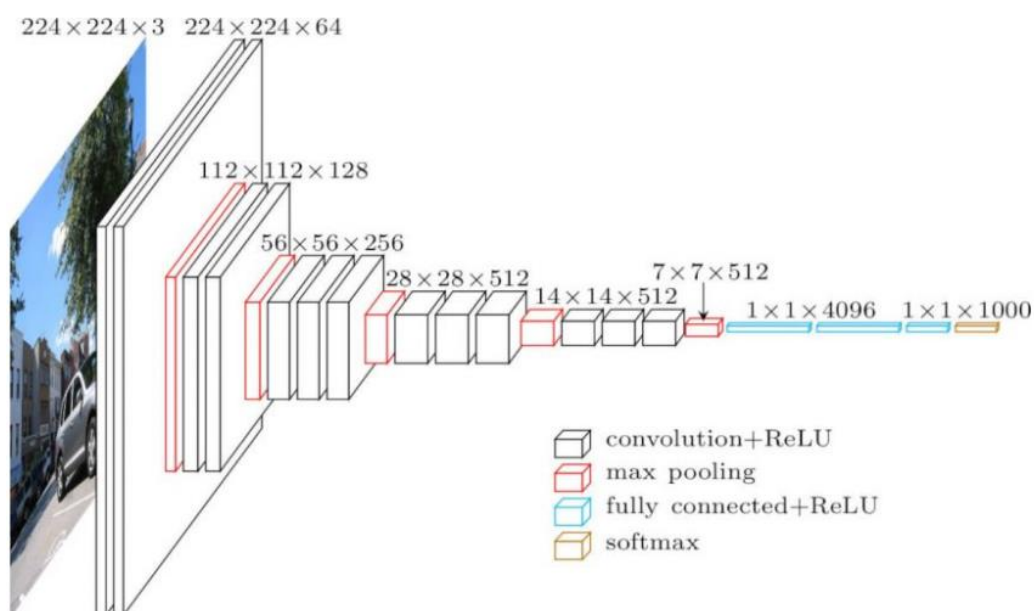 224×224×3
224×224×64
112×112×128
56×56×256
28×28×512
14×14×512
7×7×512
1×1×4096
1×1×1000
convolution+ReLU
max pooling
fully connected+ReLU
softmax